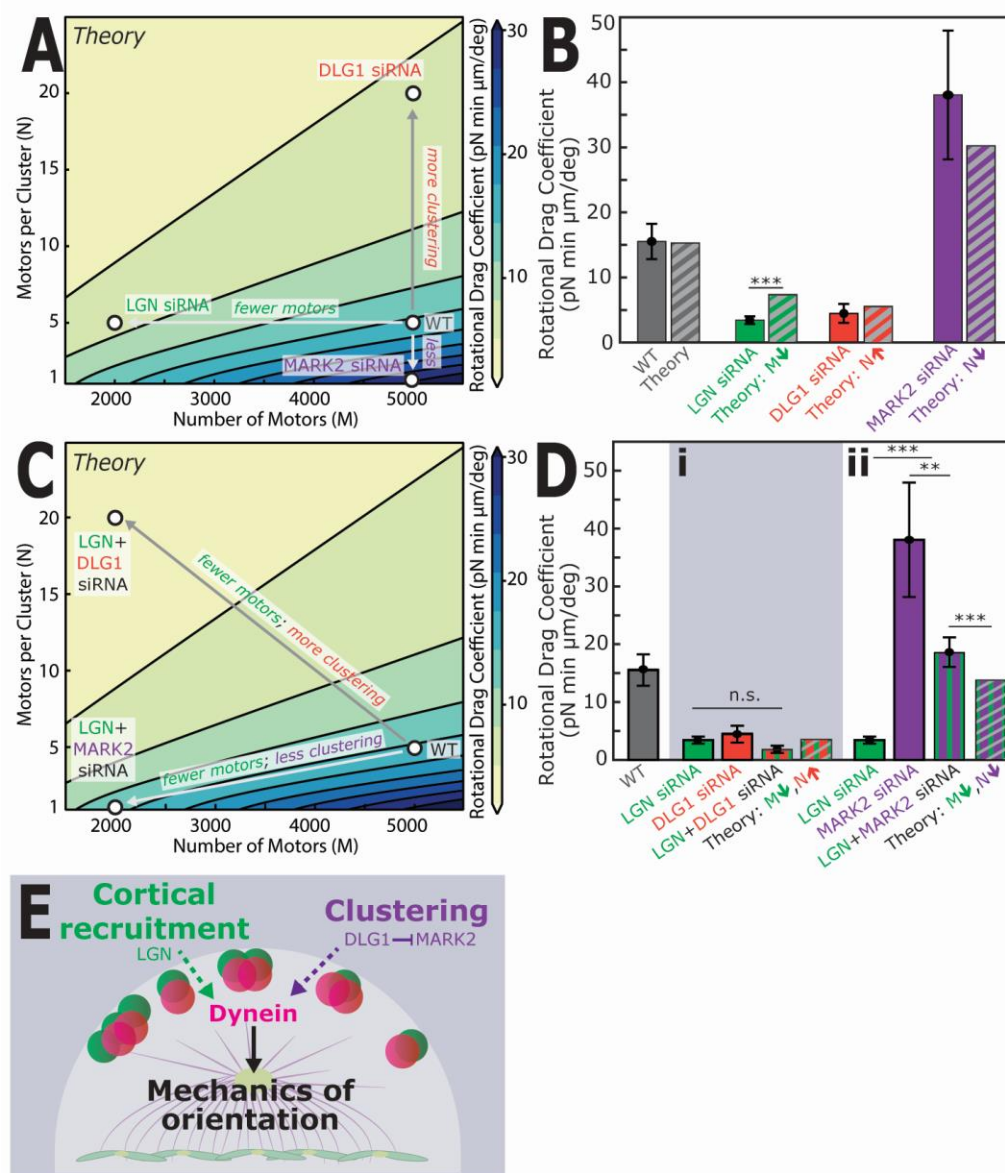 A
Theory
DLG1 siRNA
more clustering
LGN siRNA
fewer motors
WT
less
MARK2 siRNA
Motors per Cluster (N)
20
15
10
5
1
2000
3000
4000
5000
Number of Motors (M)
30
20
10
Rotational Drag Coefficient (pN min μm/deg)
B
Rotational Drag Coefficient
(pN min μm/deg)
50
40
30
20
10
0
***
WT
Theory
LGN siRNA
Theory: M↓
DLG1 siRNA
Theory: N↑
MARK2 siRNA
Theory: N↓
C
Theory
LGN+
DLG1
siRNA
fewer motors; more clustering
LGN+
MARK2
siRNA
fewer motors; less clustering
WT
Motors per Cluster (N)
20
15
10
5
1
2000
3000
4000
5000
Number of Motors (M)
30
20
10
Rotational Drag Coefficient (pN min μm/deg)
D
i
ii
Rotational Drag Coefficient
(pN min μm/deg)
50
40
30
20
10
0
n.s.
***
**
***
WT
LGN siRNA
DLG1 siRNA
LGN+DLG1 siRNA
Theory: M↓,N↑
LGN siRNA
MARK2 siRNA
LGN+MARK2 siRNA
Theory: M↓,N↓
E
Cortical
recruitment
LGN
Clustering
DLG1 MARK2
Dynein
Mechanics of
orientation